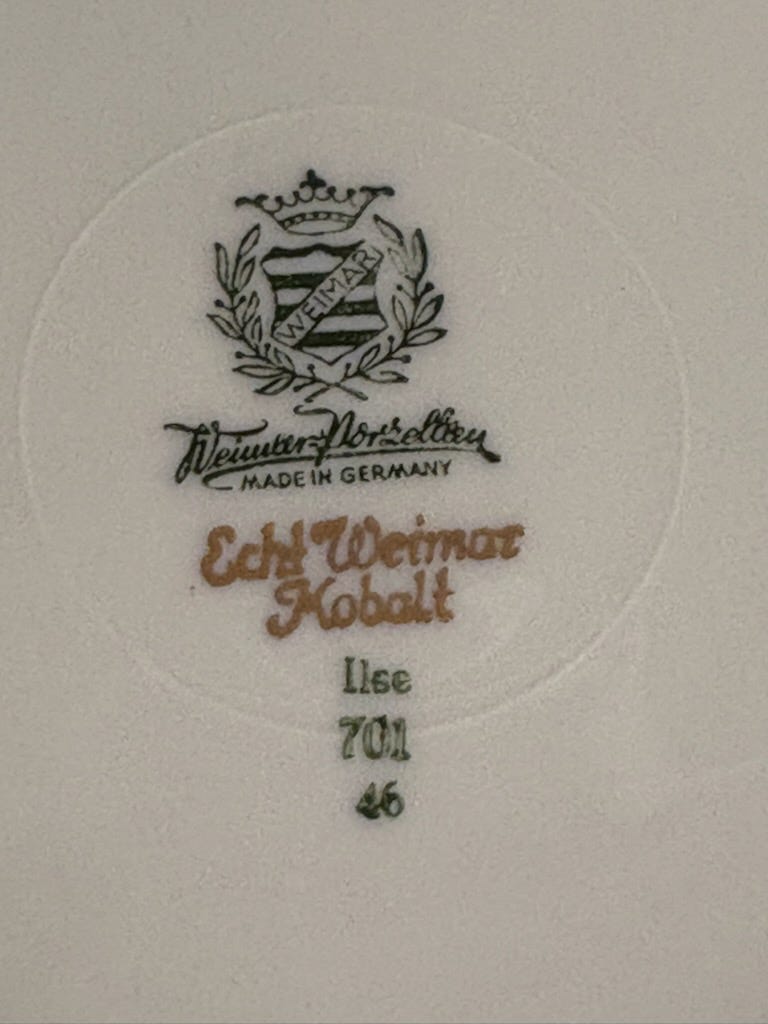 WEIMAR
Weimar-Porzellan
MADE IN GERMANY
Echt Weimar
Kobalt
Ilse
701
46